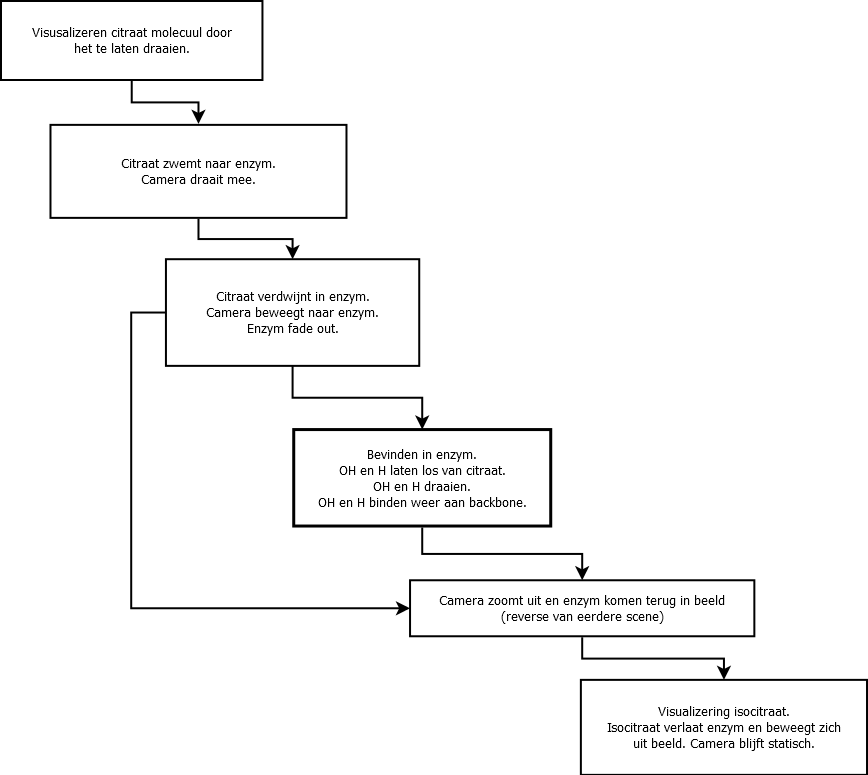 Visusalizeren citraat molecuul door
het te laten draaien.
Citraat zwemt naar enzym.
Camera draait mee.
Citraat verdwijnt in enzym.
Camera beweegt naar enzym.
Enzym fade out.
Bevinden in enzym.
OH en H laten los van citraat.
OH en H draaien.
OH en H binden weer aan backbone.
Camera zoomt uit en enzym komen terug in beeld
(reverse van eerdere scene)
Visualizering isocitraat.
Isocitraat verlaat enzym en beweegt zich
uit beeld. Camera blijft statisch.